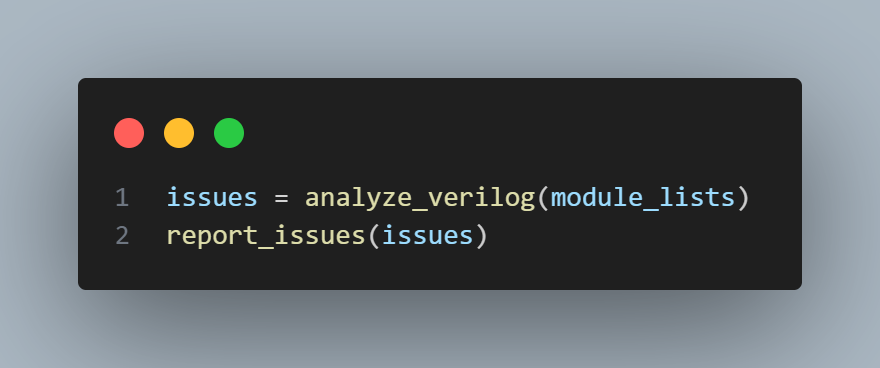 1 issues = analyze_verilog(module_lists)
2 report_issues(issues)